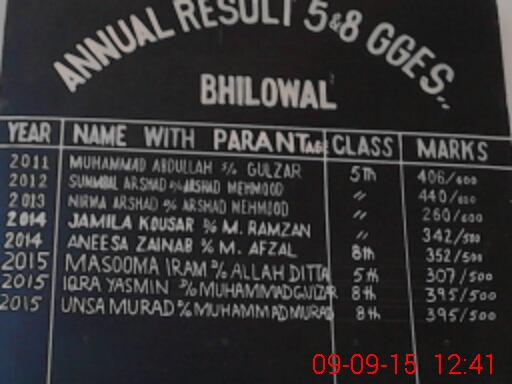 ANNUAL RESULT 5&8 GGES..
BHILOWAL
YEAR NAME WITH PARANTAGE CLASS MARKS
2011 MUHAMMAD ABDULLAH S/o GULZAR 5th 406/600
2012 SUMMBAL ARSHAD D/o ARSHAD MEHMOOD " 440/600
2013 NIRMA ARSHAD D/o ARSHAD MEHMOOD " 260/600
2014 JAMILA KOUSAR D/o M. RAMZAN " 342/500
2014 ANEESA ZAINAB D/o M. AFZAL 8th 352/500
2015 MASOOMA IRAM D/o ALLAH DITTA 5th 307/500
2015 IQRA YASMIN D/o MUHAMMAD GULZAR 8th 395/500
2015 UNSA MURAD D/o MUHAMMAD MURAD 8th 395/500
09-09-15 12:41